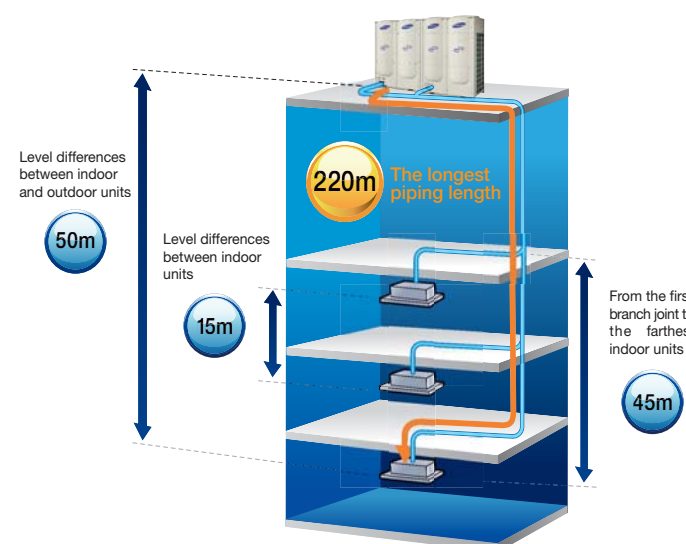 220m
The longest
piping length
Level differences
between indoor
and outdoor units
50m
Level differences
between indoor
units
15m
From the firs
branch joint t
the farthes
indoor units
45m